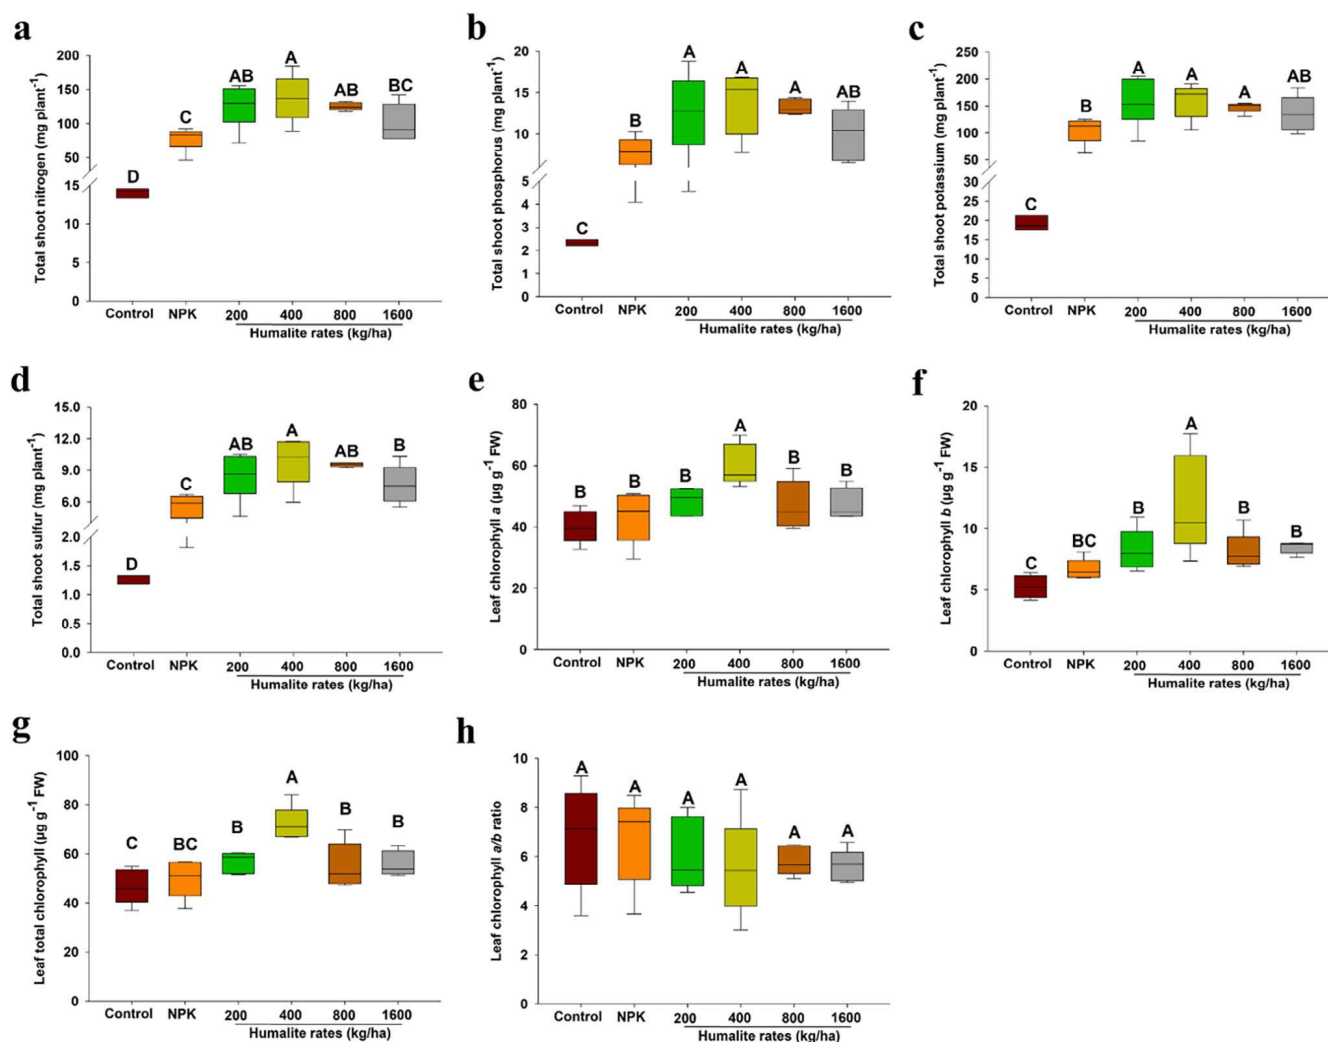 a
Total shoot nitrogen (mg plant⁻¹)
200
150
100
50
15
10
5
0
D
C
AB
A
AB
BC
Control NPK 200 400 800 1600
Humalite rates (kg/ha)
b
Total shoot phosphorus (mg plant⁻¹)
20
15
10
5
4
3
2
1
0
C
B
A
A
A
AB
Control NPK 200 400 800 1600
Humalite rates (kg/ha)
c
Total shoot potassium (mg plant⁻¹)
250
200
150
100
50
30
25
20
15
10
5
0
C
B
A
A
A
AB
Control NPK 200 400 800 1600
Humalite rates (kg/ha)
d
Total shoot sulfur (mg plant⁻¹)
15.0
12.0
9.0
6.0
2.0
1.5
1.0
0.5
0.0
D
C
AB
A
AB
B
Control NPK 200 400 800 1600
Humalite rates (kg/ha)
e
Leaf chlorophyll a (µg g⁻¹ FW)
80
60
40
20
0
B
B
B
A
B
B
Control NPK 200 400 800 1600
Humalite rates (kg/ha)
f
Leaf chlorophyll b (µg g⁻¹ FW)
20
15
10
5
0
C
BC
B
A
B
B
Control NPK 200 400 800 1600
Humalite rates (kg/ha)
g
Leaf total chlorophyll (µg g⁻¹ FW)
100
80
60
40
20
0
C
BC
B
A
B
B
Control NPK 200 400 800 1600
Humalite rates (kg/ha)
h
Leaf chlorophyll a/b ratio
10
8
6
4
2
0
A
A
A
A
A
A
Control NPK 200 400 800 1600
Humalite rates (kg/ha)